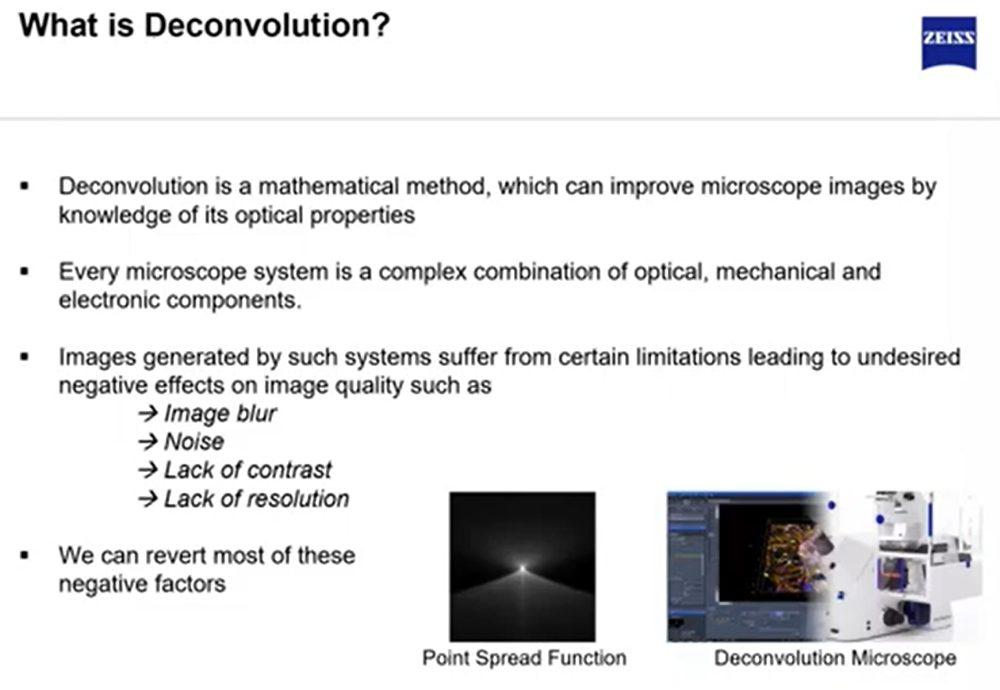 What is Deconvolution?
ZEISS
▪ Deconvolution is a mathematical method, which can improve microscope images by
knowledge of its optical properties
▪ Every microscope system is a complex combination of optical, mechanical and
electronic components.
▪ Images generated by such systems suffer from certain limitations leading to undesired
negative effects on image quality such as
→ Image blur
→ Noise
→ Lack of contrast
→ Lack of resolution
▪ We can revert most of these
negative factors
Point Spread Function
Deconvolution Microscope